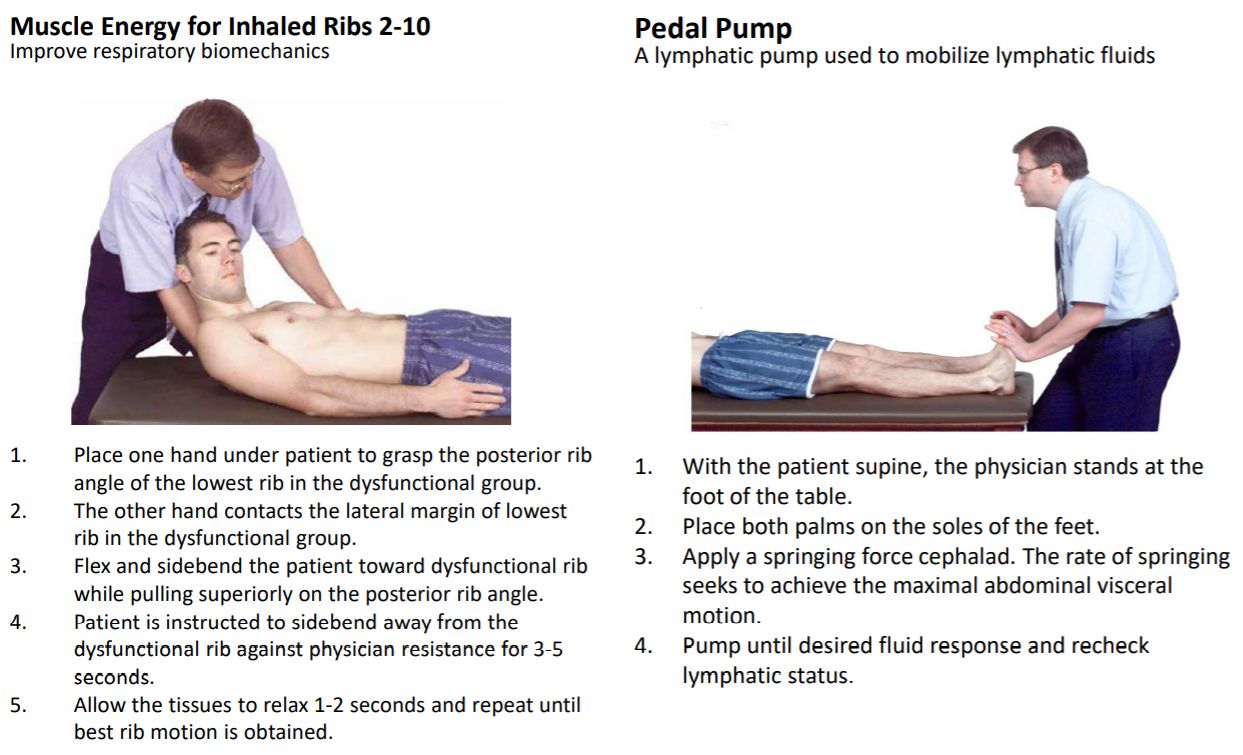 Muscle Energy for Inhaled Ribs 2-10
Improve respiratory biomechanics
1. Place one hand under patient to grasp the posterior rib
angle of the lowest rib in the dysfunctional group.
2. The other hand contacts the lateral margin of lowest
rib in the dysfunctional group.
3. Flex and sidebend the patient toward dysfunctional rib
while pulling superiorly on the posterior rib angle.
4. Patient is instructed to sidebend away from the
dysfunctional rib against physician resistance for 3-5
seconds.
5. Allow the tissues to relax 1-2 seconds and repeat until
best rib motion is obtained.
Pedal Pump
A lymphatic pump used to mobilize lymphatic fluids
1. With the patient supine, the physician stands at the
foot of the table.
2. Place both palms on the soles of the feet.
3. Apply a springing force cephalad. The rate of springing
seeks to achieve the maximal abdominal visceral
motion.
4. Pump until desired fluid response and recheck
lymphatic status.